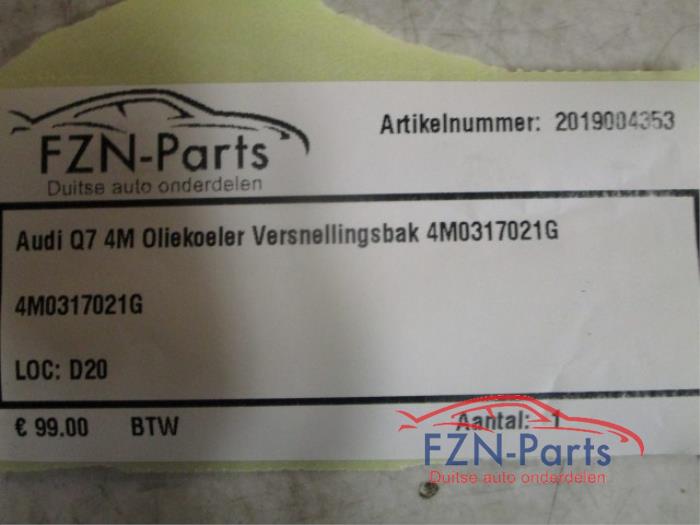 FZN-Parts
Duitse auto onderdelen
Artikelnummer: 2019004353
Audi Q7 4M Oliekoeler Versnellingsbak 4M0317021G
4M0317021G
LOC: D20
€ 99.00 BTW Aantal: 1
FZN-Parts
Duitse auto onderdelen